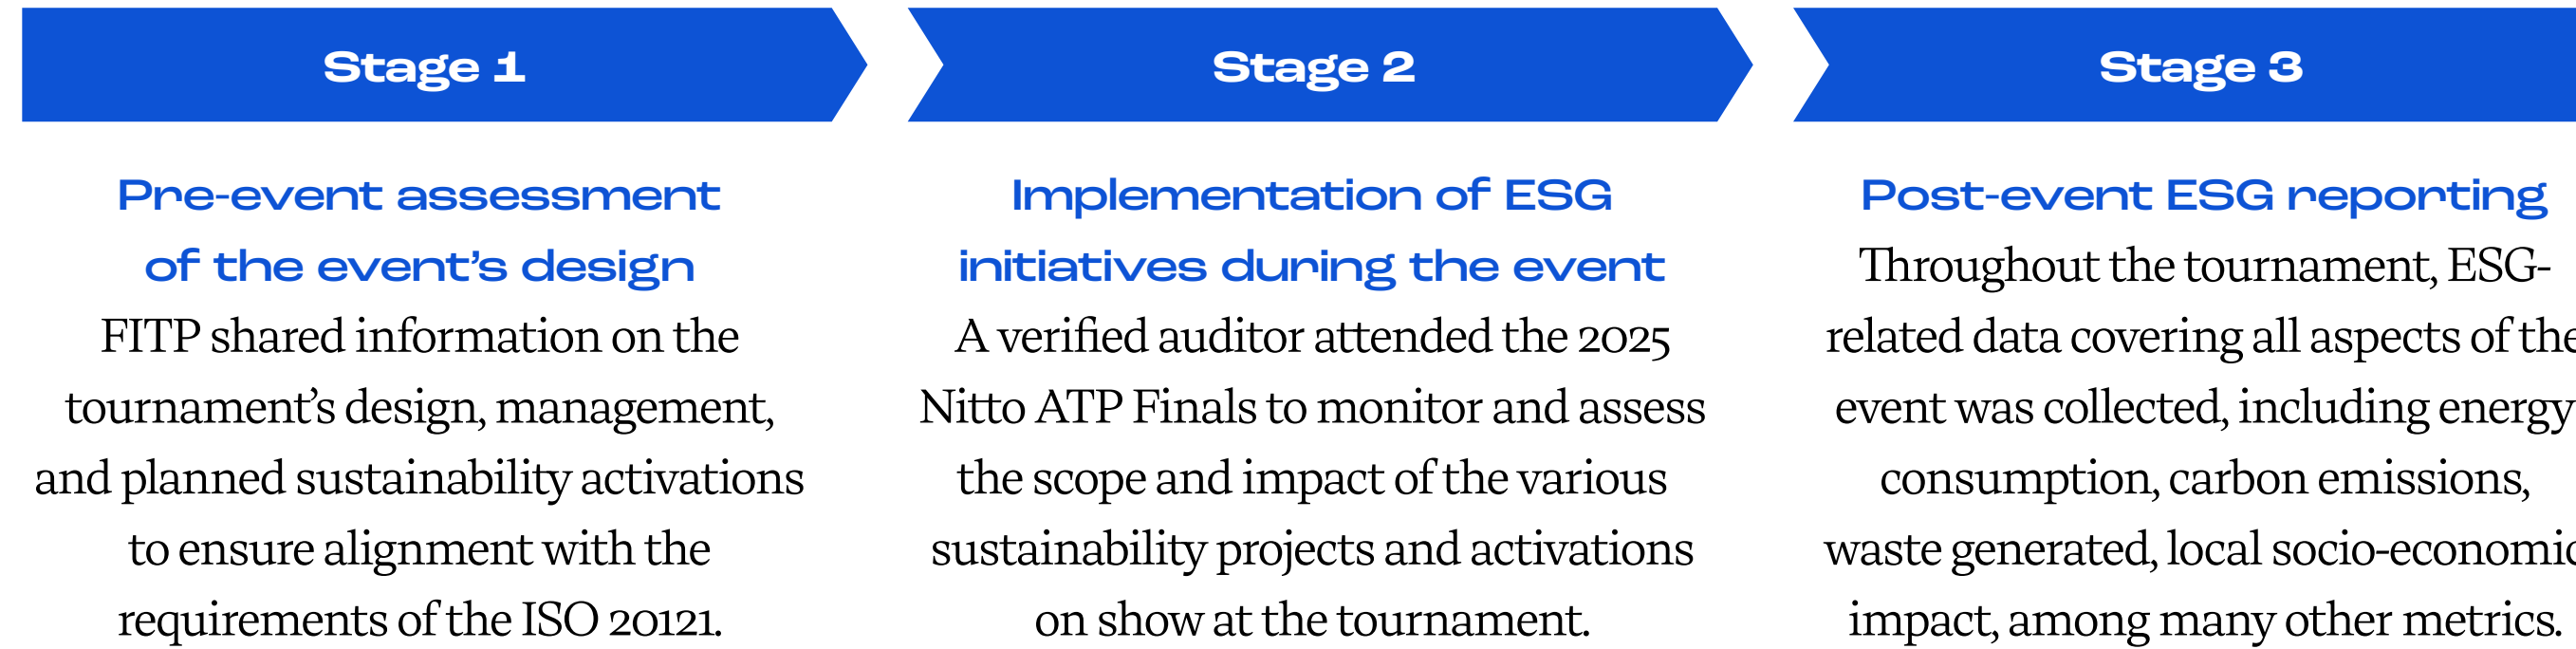 Stage 1
Pre-event assessment
of the event’s design
FITP shared information on the
tournament’s design, management,
and planned sustainability activations
to ensure alignment with the
requirements of the ISO 20121.
Stage 2
Implementation of ESG
initiatives during the event
A verified auditor attended the 2025
Nitto ATP Finals to monitor and assess
the scope and impact of the various
sustainability projects and activations
on show at the tournament.
Stage 3
Post-event ESG reporting
Throughout the tournament, ESG-
related data covering all aspects of the
event was collected, including energy
consumption, carbon emissions,
waste generated, local socio-economic
impact, among many other metrics.